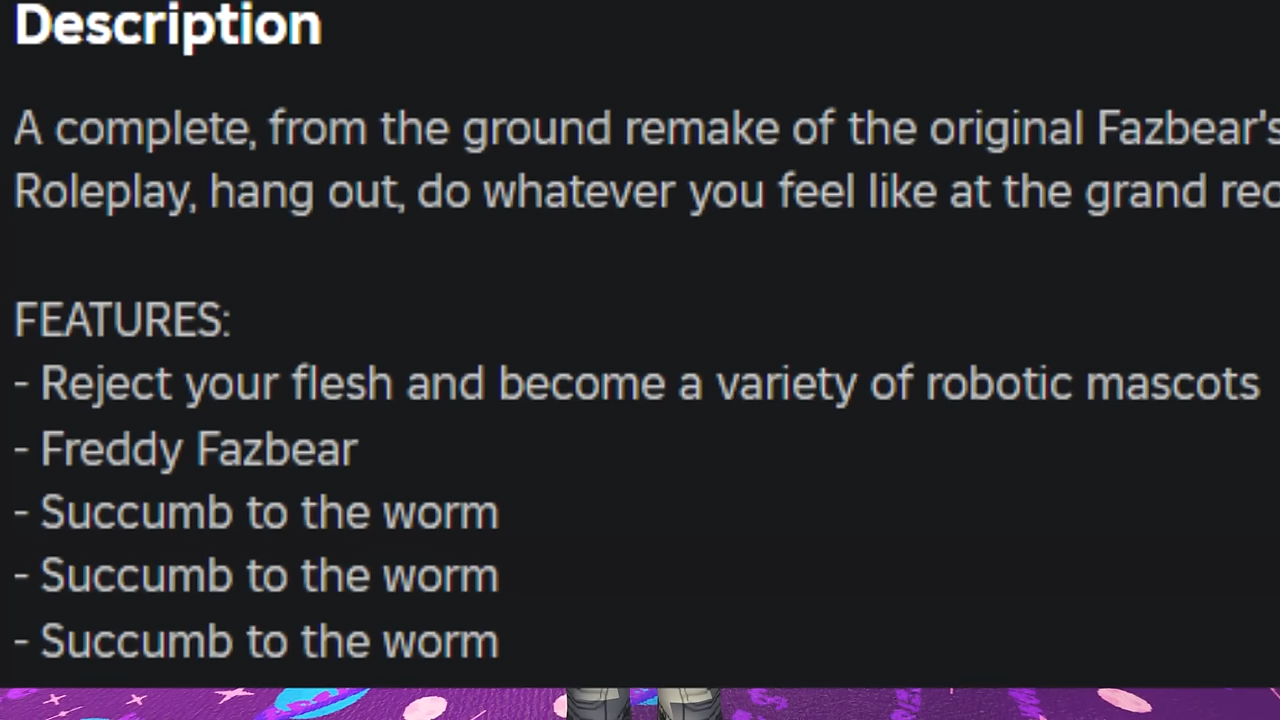 Description
A complete, from the ground remake of the original Fazbear's
Roleplay, hang out, do whatever you feel like at the grand
FEATURES:
- Reject your flesh and become a variety of robotic mascots
- Freddy Fazbear
- Succumb to the worm
- Succumb to the worm
- Succumb to the worm